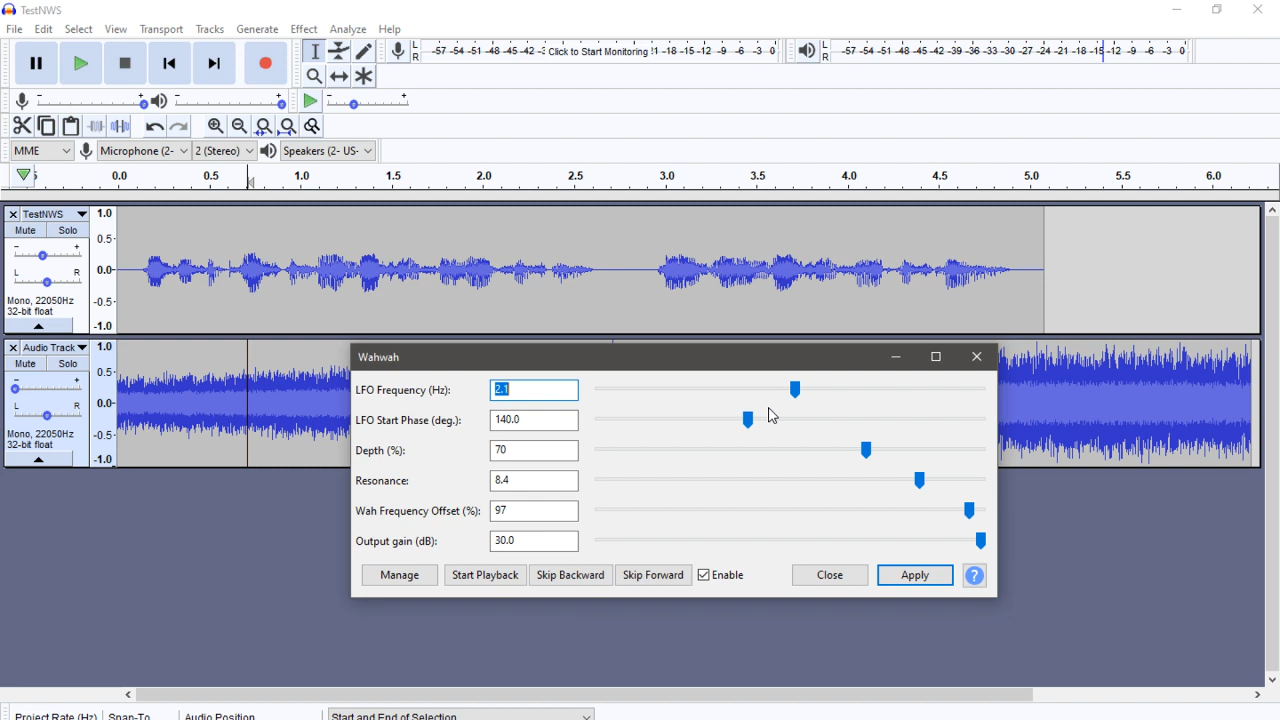 TestNWS
File Edit Select View Transport Tracks Generate Effect Analyze Help
L R -57 -54 -51 -48 -45 -42 -3 Click to Start Monitoring -18 -15 -12 -9 -6 -3 0 L R -57 -54 -51 -48 -45 -42 -39 -36 -33 -30 -27 -24 -21 -18 -15 -12 -9 -6 -3 0
- + - + - +
MME Microphone (2- 2 (Stereo) Speakers (2- US-
0.0 0.5 1.0 1.5 2.0 2.5 3.0 3.5 4.0 4.5 5.0 5.5 6.0
TestNWS 1.0
Mute Solo 0.5
- +
L R 0.0
Mono, 22050Hz
32-bit float -0.5
-1.0
Audio Track 1.0
Mute Solo 0.5
- +
L R 0.0
Mono, 22050Hz -0.5
32-bit float
-1.0
Wahwah
LFO Frequency (Hz): 2.1
LFO Start Phase (deg.): 140.0
Depth (%): 70
Resonance: 8.4
Wah Frequency Offset (%): 97
Output gain (dB): 30.0
Manage Start Playback Skip Backward Skip Forward Enable Close Apply ?
Project Rate (Hz) Snap-To Audio Position Start and End of Selection